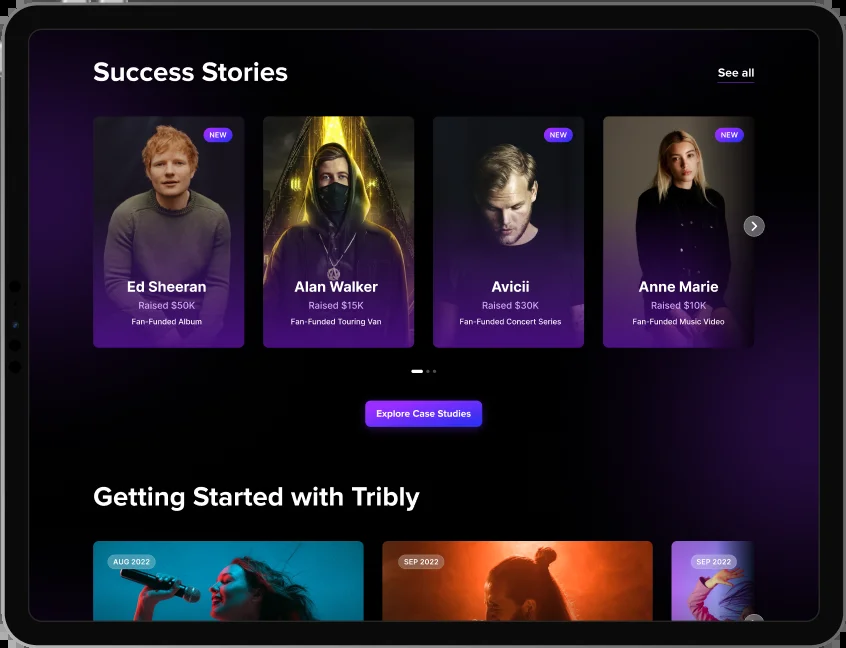 Success Stories
See all
NEW
Ed Sheeran
Raised $50K
Fan-Funded Album
Alan Walker
Raised $15K
Fan-Funded Touring Van
NEW
Avicii
Raised $30K
Fan-Funded Concert Series
NEW
Anne Marie
Raised $10K
Fan-Funded Music Video
Explore Case Studies
Getting Started with Tribly
AUG 2022
SEP 2022
SEP 2022